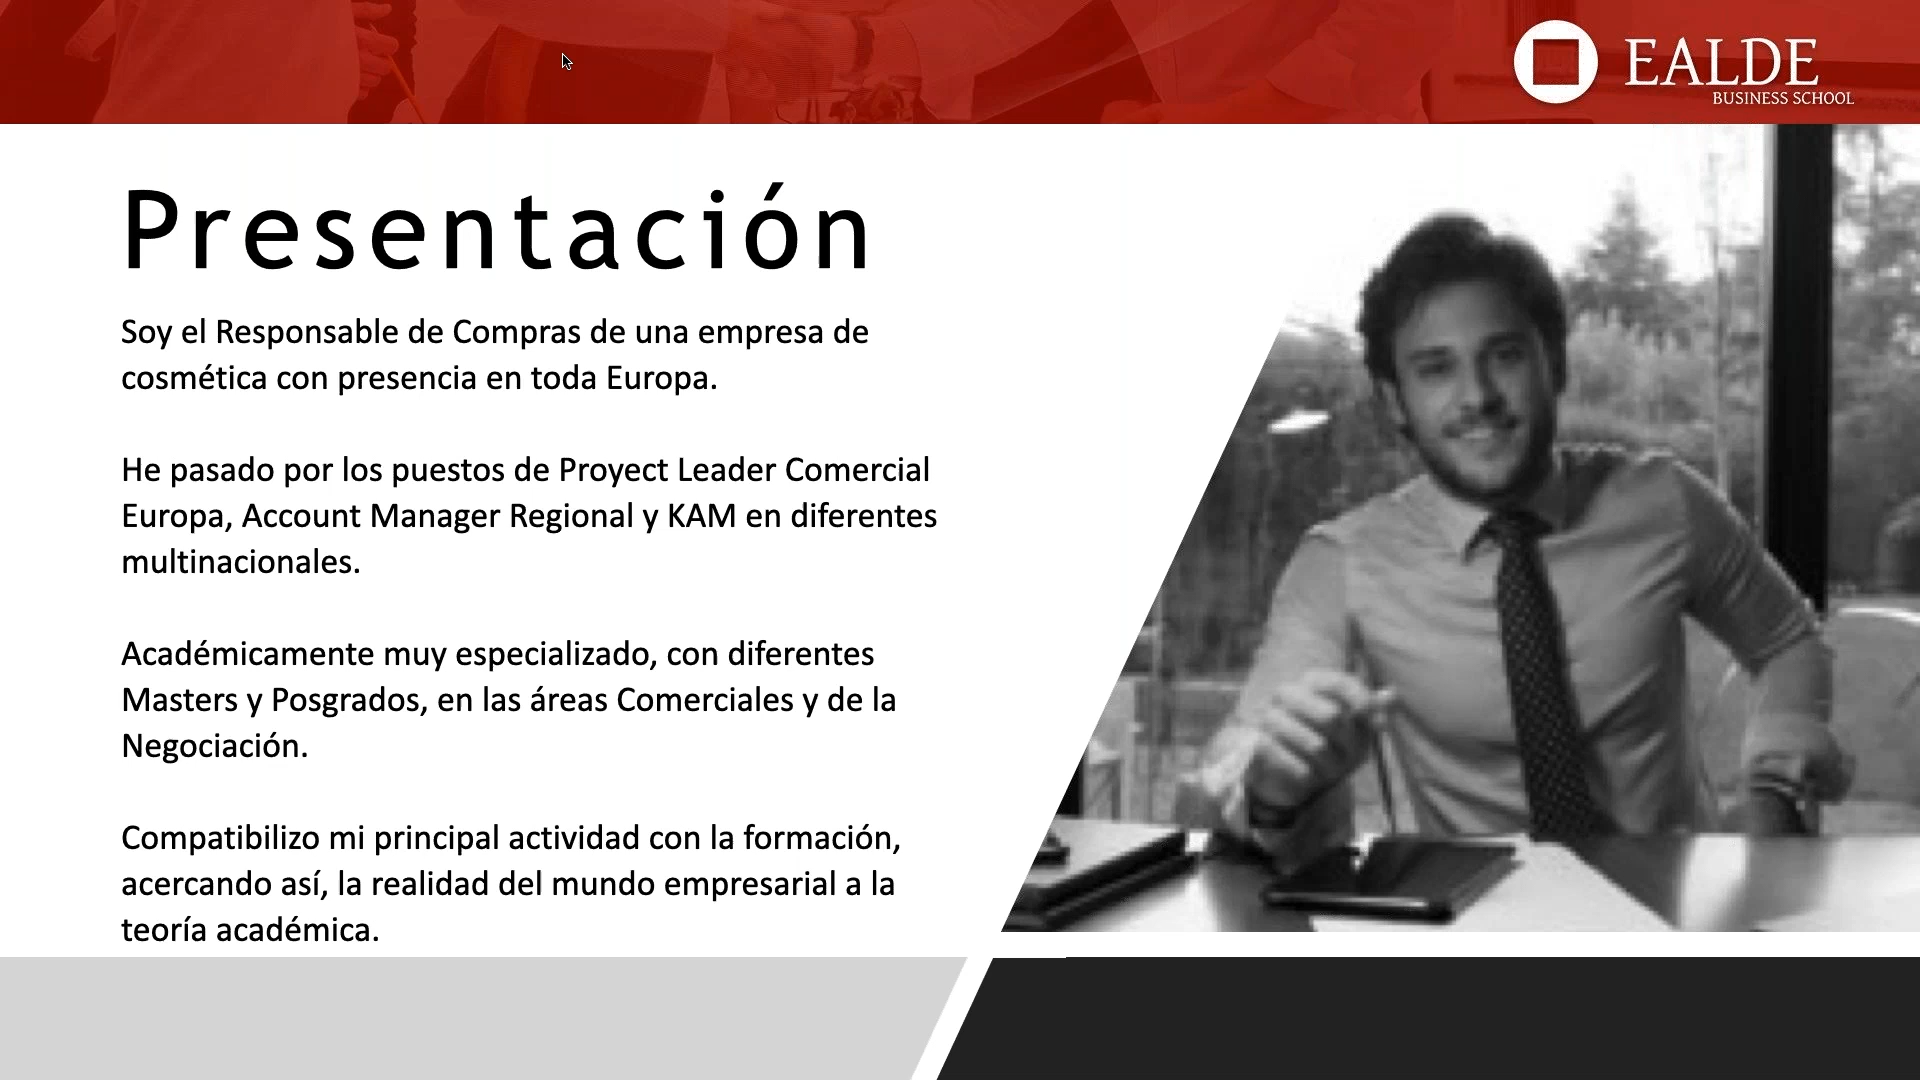 EALDE
BUSINESS SCHOOL
Presentación
Soy el Responsable de Compras de una empresa de
cosmética con presencia en toda Europa.
He pasado por los puestos de Proyect Leader Comercial
Europa, Account Manager Regional y KAM en diferentes
multinacionales.
Académicamente muy especializado, con diferentes
Masters y Posgrados, en las áreas Comerciales y de la
Negociación.
Compatibilizo mi principal actividad con la formación,
acercando así, la realidad del mundo empresarial a la
teoría académica.